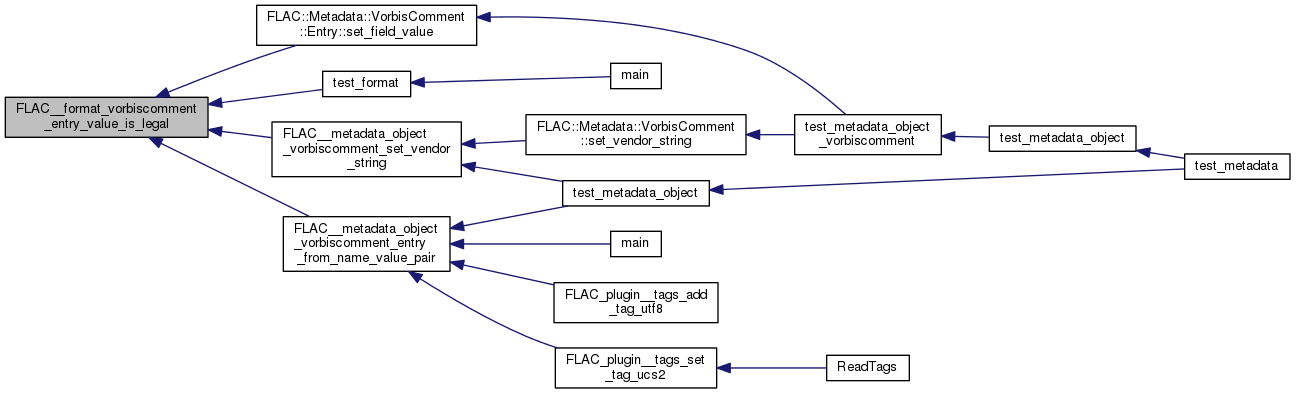 FLAC::Metadata::VorbisComment
::Entry::set_field_value
test_format
main
FLAC__format_vorbiscomment
_entry_value_is_legal
FLAC__metadata_object
_vorbiscomment_set_vendor
_string
FLAC::Metadata::VorbisComment
::set_vendor_string
test_metadata_object
_vorbiscomment
test_metadata_object
test_metadata
test_metadata_object
FLAC__metadata_object
_vorbiscomment_entry
_from_name_value_pair
main
FLAC_plugin__tags_add
_tag_utf8
FLAC_plugin__tags_set
_tag_ucs2
ReadTags